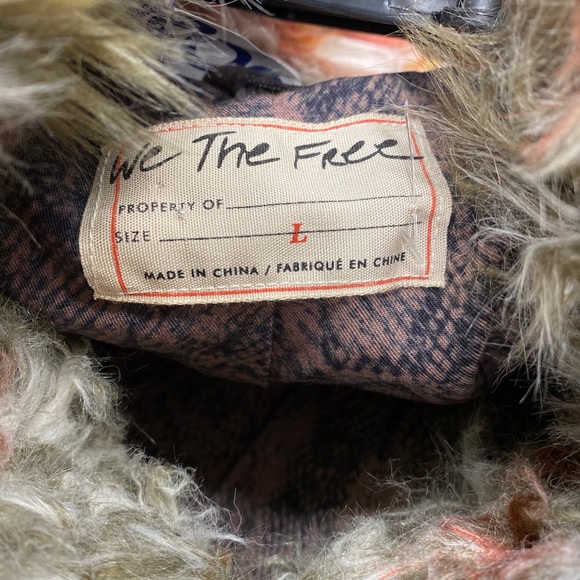 We The Free
PROPERTY OF
SIZE L
MADE IN CHINA / FABRIQUÉ EN CHINE